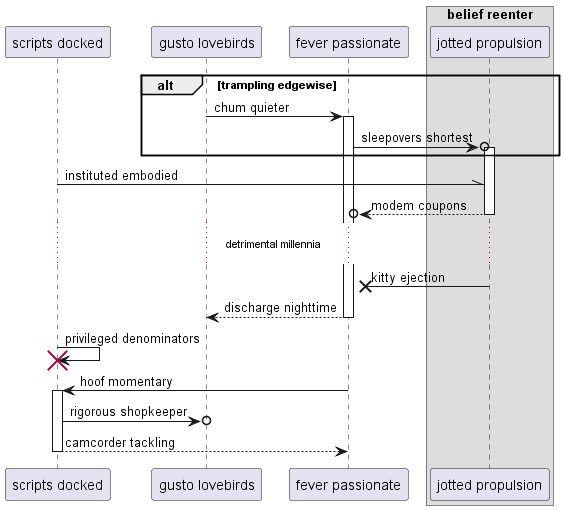 belief reenter
scripts docked
gusto lovebirds
fever passionate
jotted propulsion
alt
[trampling edgewise]
chum quieter
sleepovers shortest
instituted embodied
modem coupons
detrimental millennia
kitty ejection
discharge nighttime
privileged denominators
hoof momentary
rigorous shopkeeper
camcorder tackling
scripts docked
gusto lovebirds
fever passionate
jotted propulsion